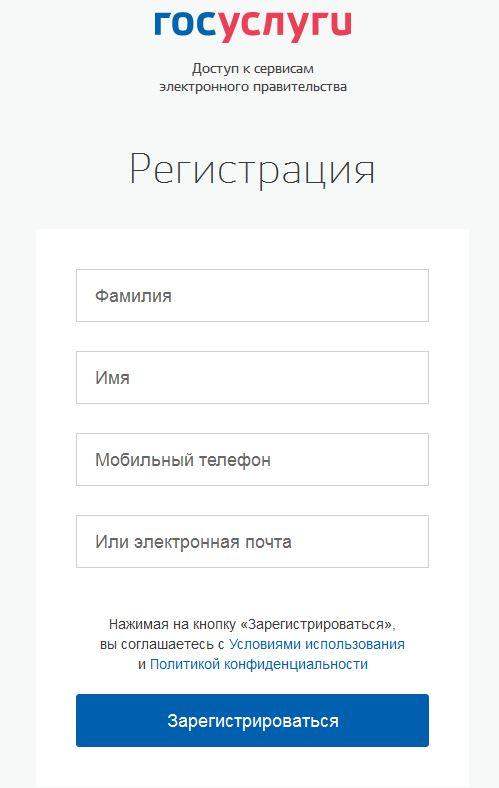 госуслуги
Доступ к сервисам
электронного правительства
Регистрация
Фамилия
Имя
Мобильный телефон
Или электронная почта
Нажимая на кнопку «Зарегистрироваться»,
вы соглашаетесь с Условиями использования
и Политикой конфиденциальности
Зарегистрироваться